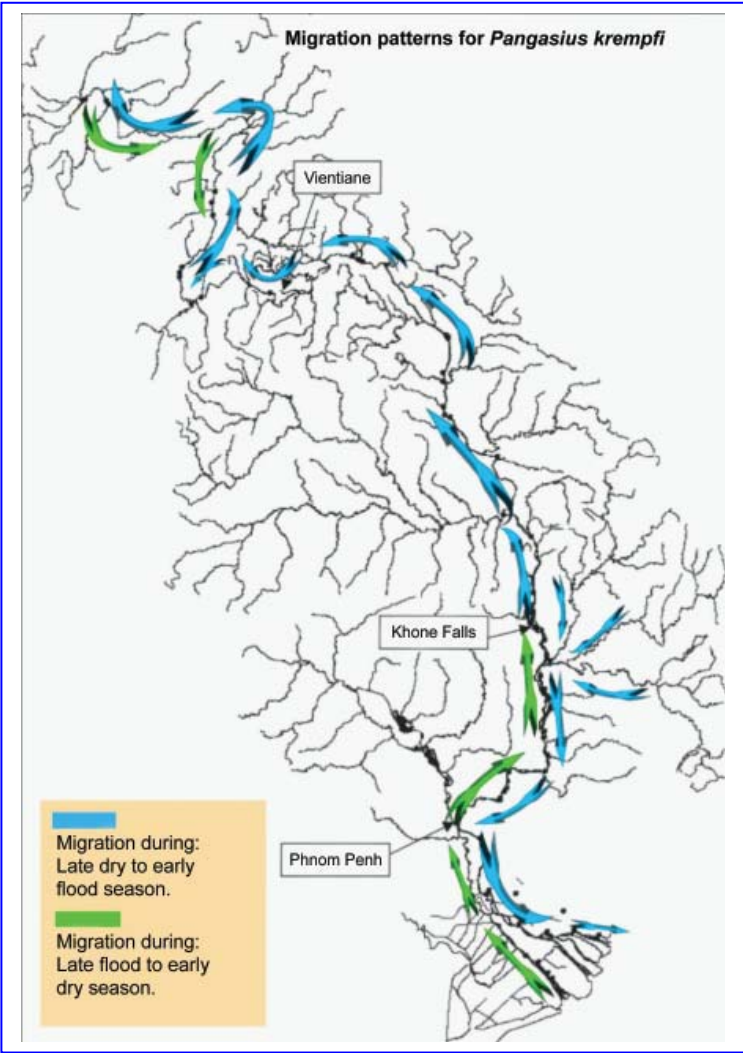 Migration patterns for Pangasius krempfi
Vientiane
Khone Falls
Phnom Penh
Migration during:
Late dry to early
flood season.
Migration during:
Late flood to early
dry season.